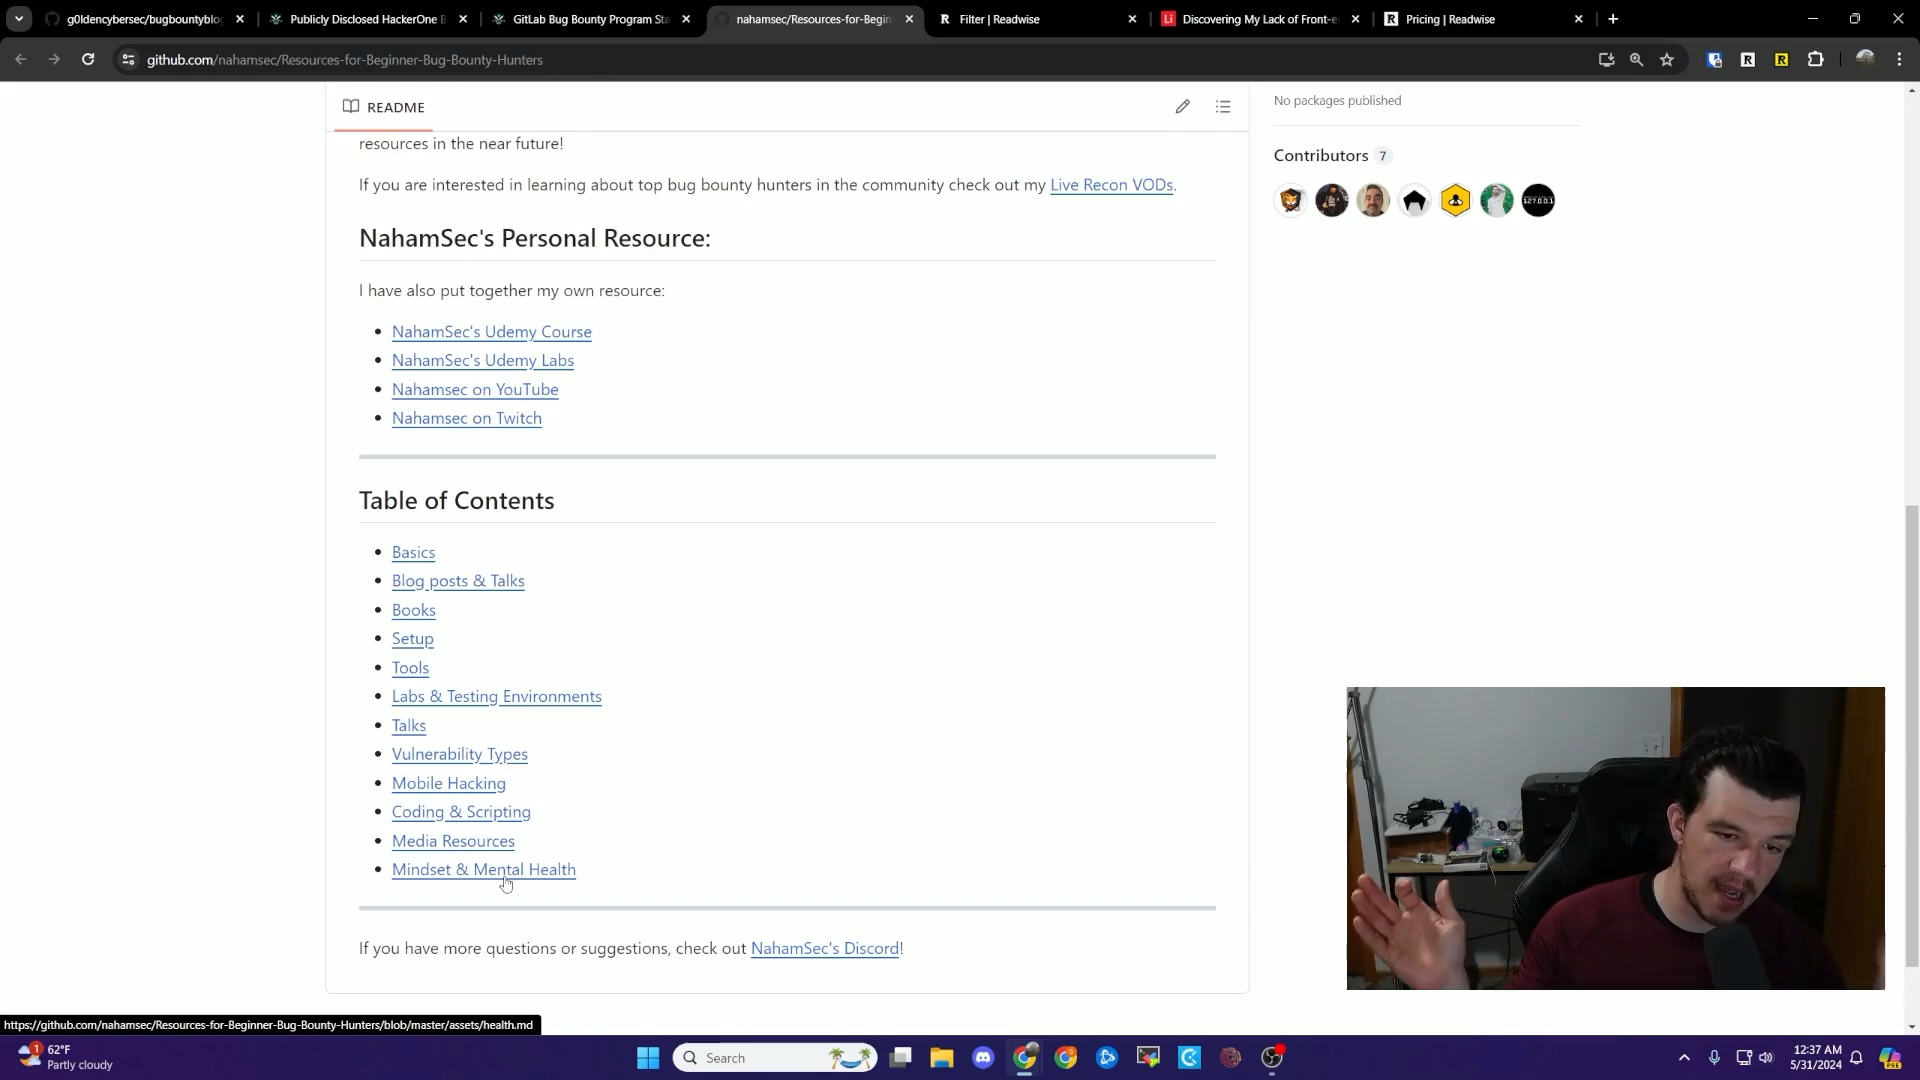 g0ldencybersec/bugbountyblog
Publicly Disclosed HackerOne B
GitLab Bug Bounty Program Sta
nahamsec/Resources-for-Begin
Filter | Readwise
Discovering My Lack of Front-e
Pricing | Readwise
github.com/nahamsec/Resources-for-Beginner-Bug-Bounty-Hunters
README
No packages published
resources in the near future!
Contributors 7
If you are interested in learning about top bug bounty hunters in the community check out my Live Recon VODs.
NahamSec's Personal Resource:
I have also put together my own resource:
NahamSec's Udemy Course
NahamSec's Udemy Labs
Nahamsec on YouTube
Nahamsec on Twitch
Table of Contents
Basics
Blog posts & Talks
Books
Setup
Tools
Labs & Testing Environments
Talks
Vulnerability Types
Mobile Hacking
Coding & Scripting
Media Resources
Mindset & Mental Health
If you have more questions or suggestions, check out NahamSec's Discord!
https://github.com/nahamsec/Resources-for-Beginner-Bug-Bounty-Hunters/blob/master/assets/health.md
1
62°F
Partly cloudy
Search
12:37 AM
5/31/2024
PRE